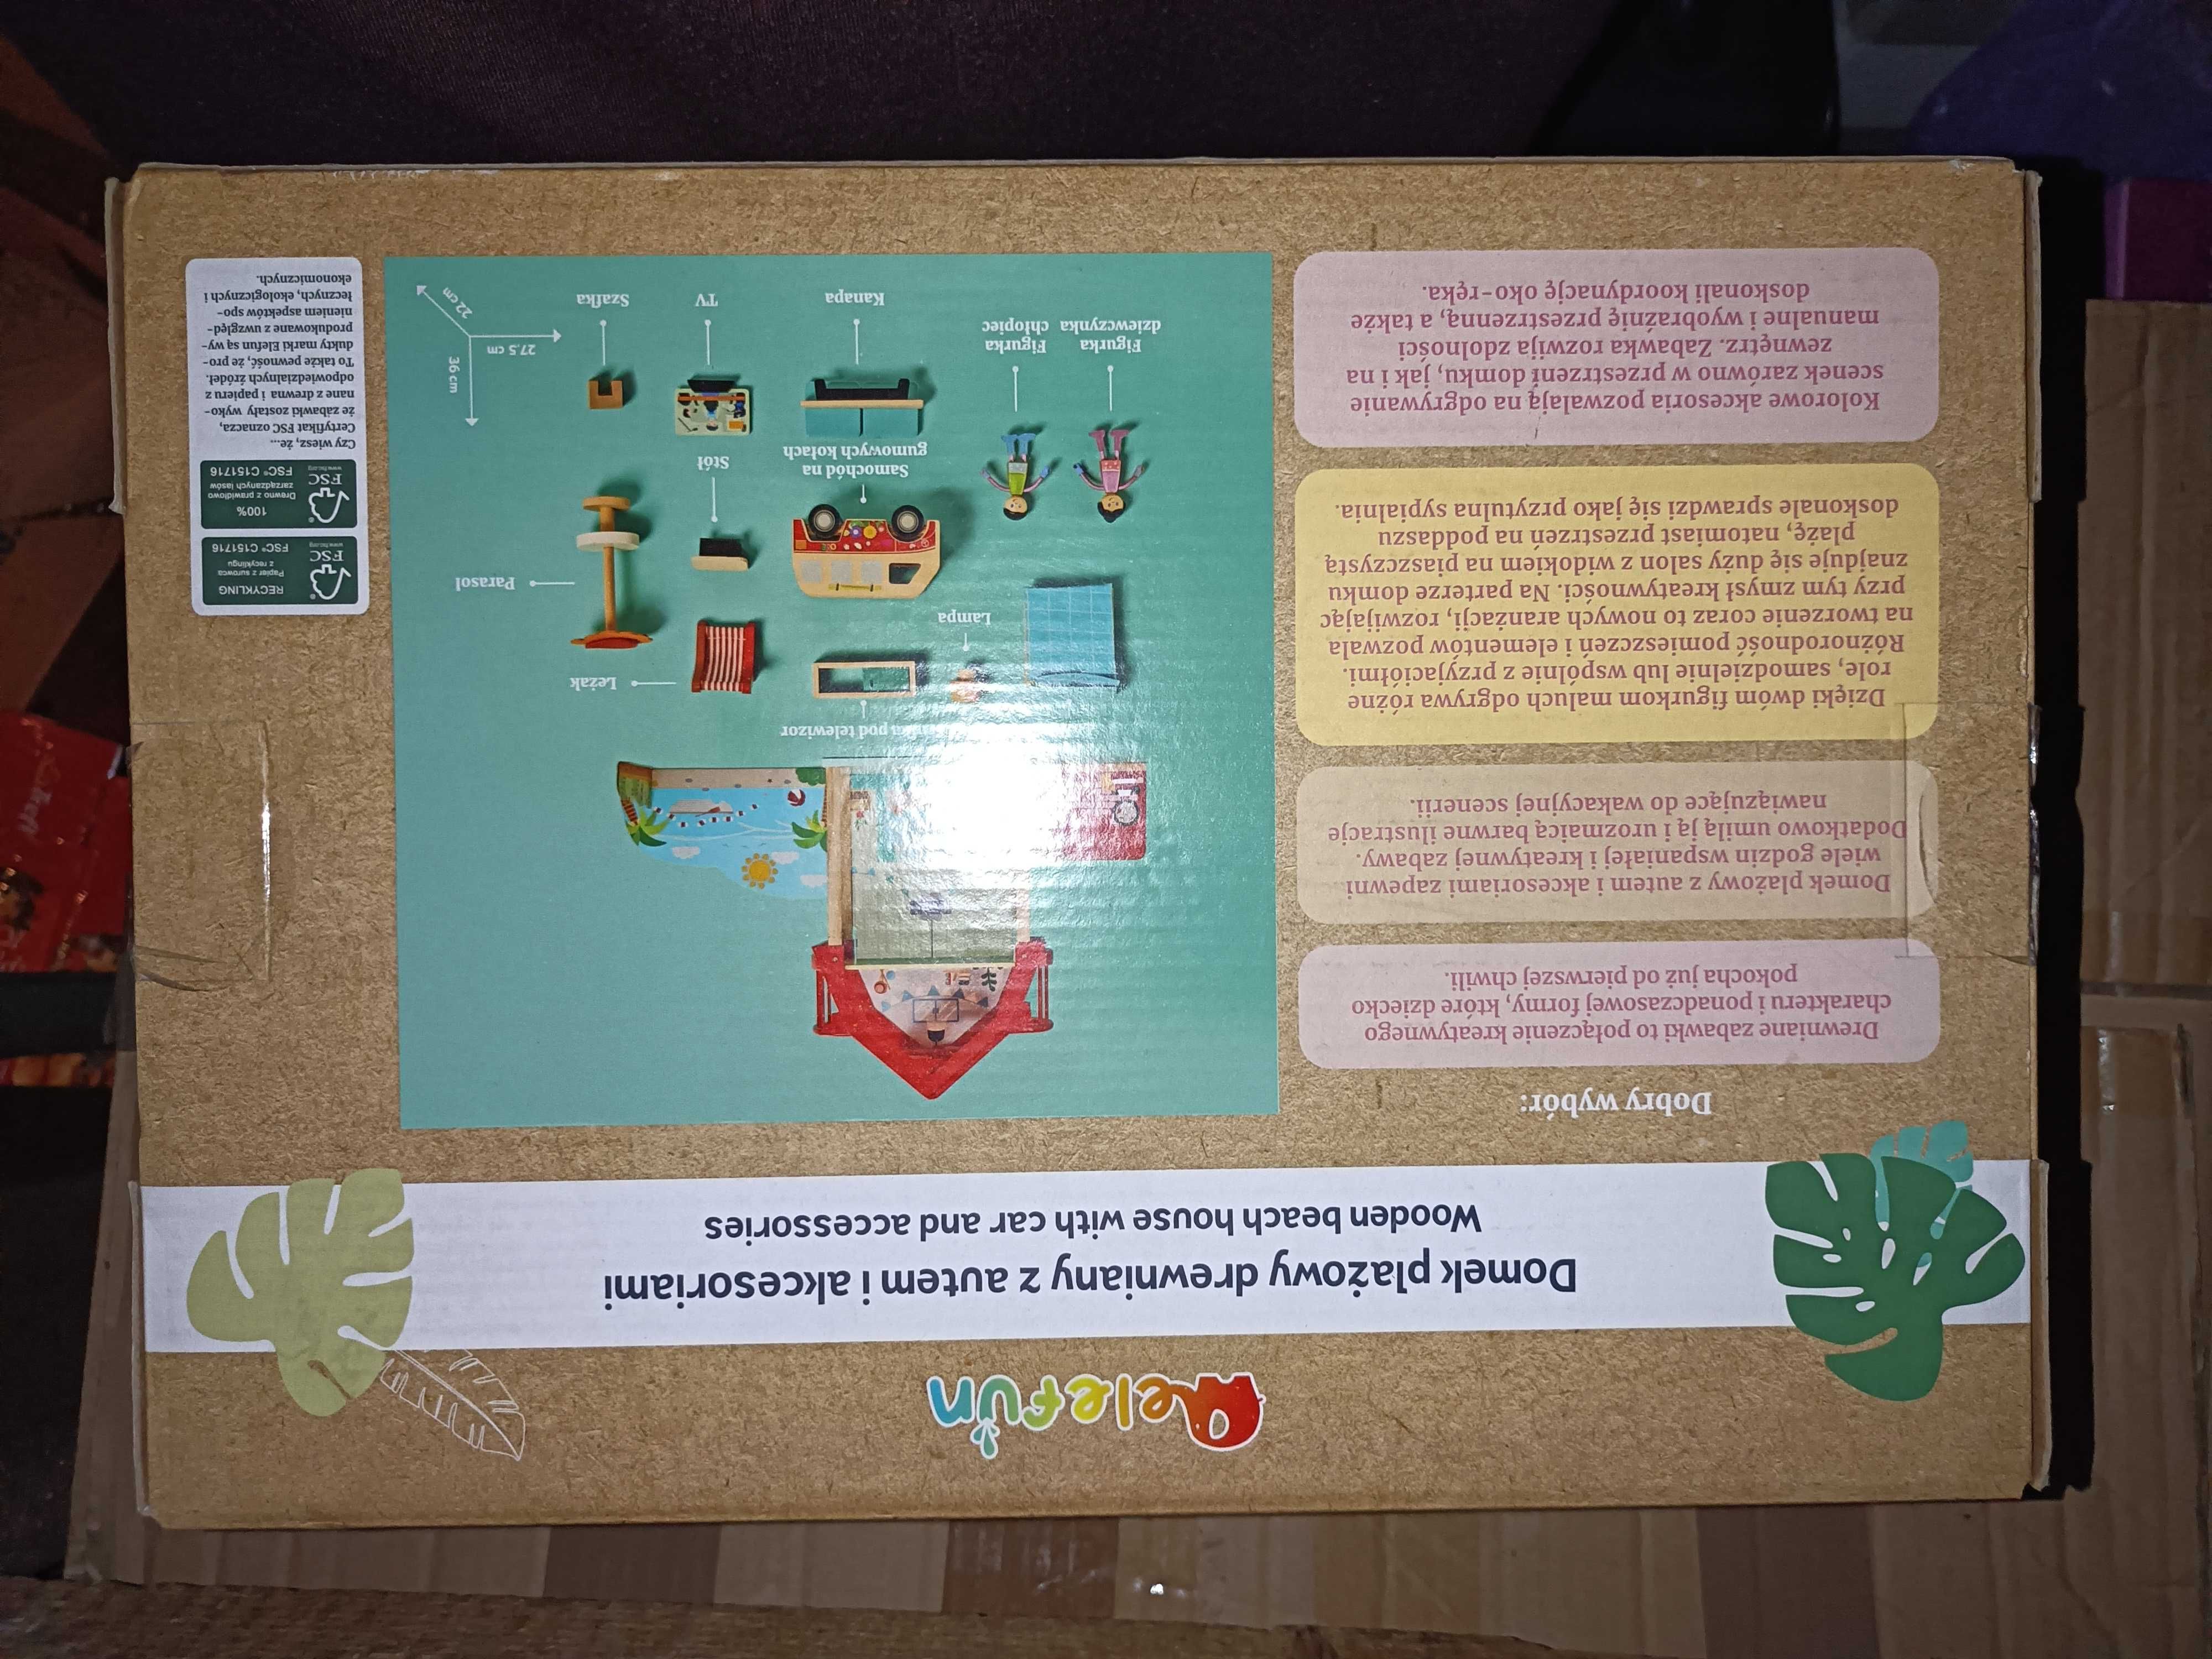 elefun
Domek plażowy drewniany z autem i akcesoriami
Wooden beach house with car and accessories
Dobry wybór:
Drewniane zabawki to połączenie kreatywnego
charakteru i ponadczasowej formy, które dziecko
pokocha już od pierwszej chwili.
Domek plażowy z autem i akcesoriami zapewni
wiele godzin wspaniałej i kreatywnej zabawy.
Dodatkowo umilą ją i urozmaicą barwne ilustracje
nawiązujące do wakacyjnej scenerii.
Dzięki dwóm figurkom maluch odgrywa różne
role, samodzielnie lub wspólnie z przyjaciółmi.
Różnorodność pomieszczeń i elementów pozwala
na tworzenie coraz to nowych aranżacji, rozwijając
przy tym zmysł kreatywności. Na parterze domku
znajduje się duży salon z widokiem na piaszczystą
plażę, natomiast przestrzeń na poddaszu
doskonale sprawdzi się jako przytulna sypialnia.
Kolorowe akcesoria pozwalają na odgrywanie
scenek zarówno w przestrzeni domku, jak i na
zewnętrz. Zabawka rozwija zdolności
manualne i wyobraźnię przestrzenną, a także
doskonali koordynację oko-ręka.
pod telewizor
Leżak
Lampa
Parasol
Samochód na
gumowych kołach
Stół
Figurka
dziewczynka
Figurka
chłopiec
Kanapa
TV
Szafka
36 cm
27.5 cm
22 cm
RECYKLING
Papier z surowca
z recyklingu
FSC
www.fsc.org
FSC® C151716
100%
Drewno z prawidłowo
zarządzanych lasów
FSC
www.fsc.org
FSC® C151716
Czy wiesz, że...
Certyfikat FSC oznacza,
że zabawki zostały wyko-
nane z drewna i papieru z
odpowiedzialnych źródeł.
To także pewność, że pro-
dukty marki Elefun są wy-
produkowane z uwzględ-
nieniem aspektów spo-
łecznych, ekologicznych i
ekonomicznych.